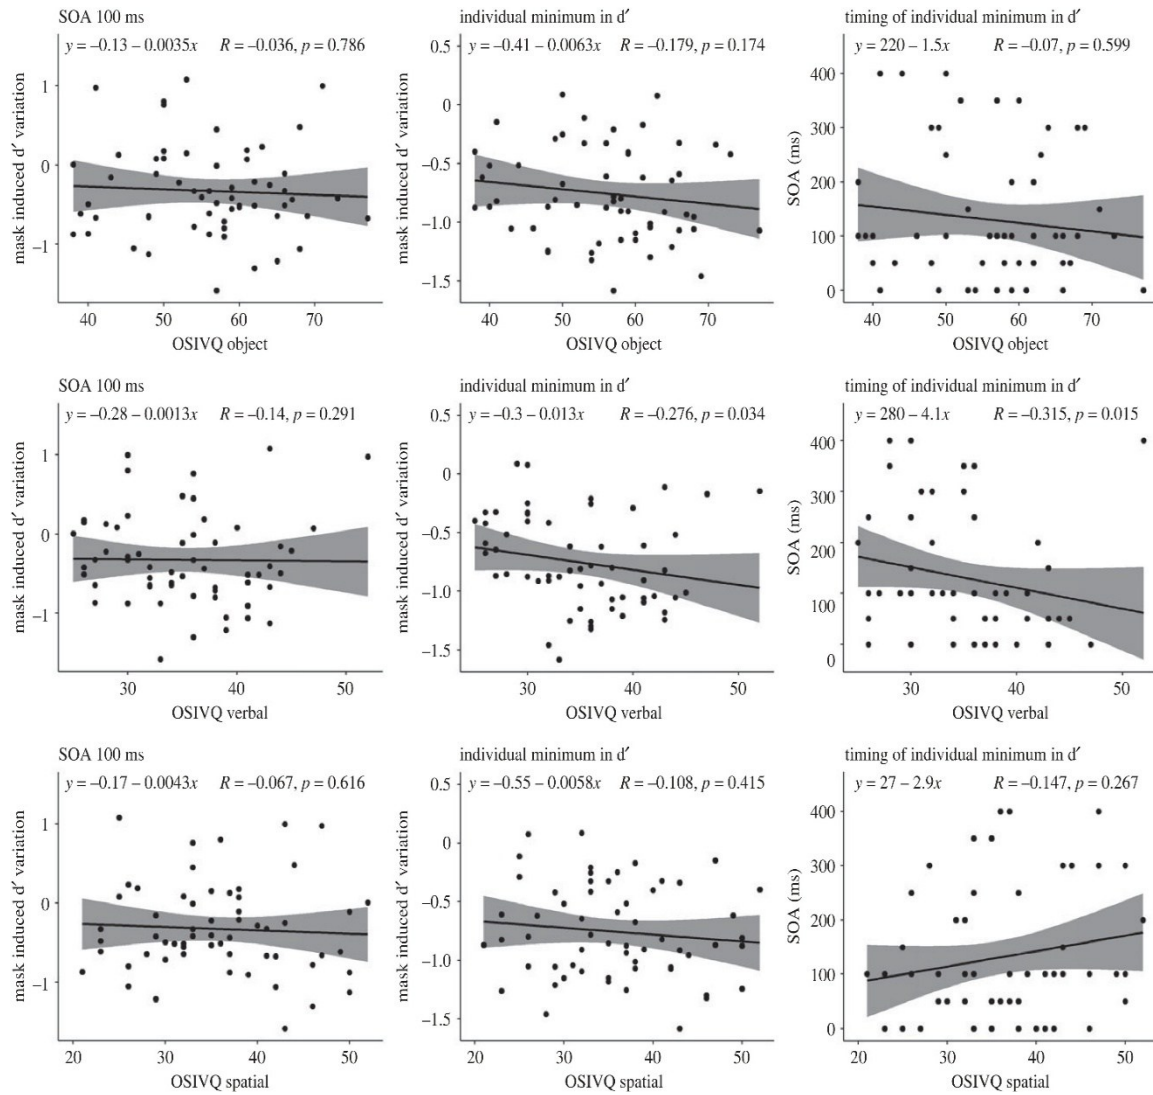 SOA 100 ms
y = –0.13 – 0.0035x R = –0.036, p = 0.786
mask induced d′ variation
1
0
–1
40 50 60 70
OSIVQ object
individual minimum in d′
y = –0.41 – 0.0063x R = –0.179, p = 0.174
mask induced d′ variation
0.5
0
–0.5
–1.0
–1.5
40 50 60 70
OSIVQ object
timing of individual minimum in d′
y = 220 – 1.5x R = –0.07, p = 0.599
SOA (ms)
400
300
200
100
0
40 50 60 70
OSIVQ object
SOA 100 ms
y = –0.28 – 0.0013x R = –0.14, p = 0.291
mask induced d′ variation
1
0
–1
30 40 50
OSIVQ verbal
individual minimum in d′
y = –0.3 – 0.013x R = –0.276, p = 0.034
mask induced d′ variation
0.5
0
–0.5
–1.0
–1.5
30 40 50
OSIVQ verbal
timing of individual minimum in d′
y = 280 – 4.1x R = –0.315, p = 0.015
SOA (ms)
400
300
200
100
0
30 40 50
OSIVQ verbal
SOA 100 ms
y = –0.17 – 0.0043x R = –0.067, p = 0.616
mask induced d′ variation
1
0
–1
20 30 40 50
OSIVQ spatial
individual minimum in d′
y = –0.55 – 0.0058x R = –0.108, p = 0.415
mask induced d′ variation
0.5
0
–0.5
–1.0
–1.5
20 30 40 50
OSIVQ spatial
timing of individual minimum in d′
y = 27 – 2.9x R = –0.147, p = 0.267
SOA (ms)
400
300
200
100
0
20 30 40 50
OSIVQ spatial